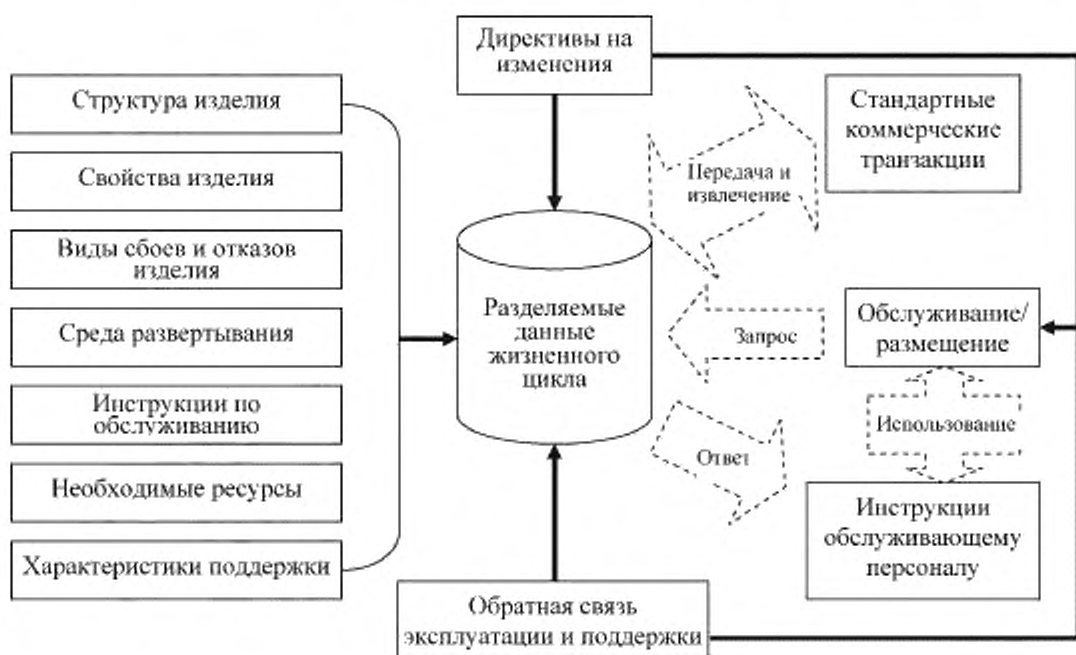 Директивы на
изменения
Структура изделия
Свойства изделия
Виды сбоев и отказов
изделия
Среда развертывания
Инструкции по
обслуживанию
Необходимые ресурсы
Характеристики поддержки
Разделяемые
данные
жизненного
цикла
Передача и
извлечение
Стандартные
коммерческие
транзакции
Запрос
Обслуживание/
размещение
Использование
Ответ
Инструкции
обслуживающему
персоналу
Обратная связь
эксплуатации и поддержки